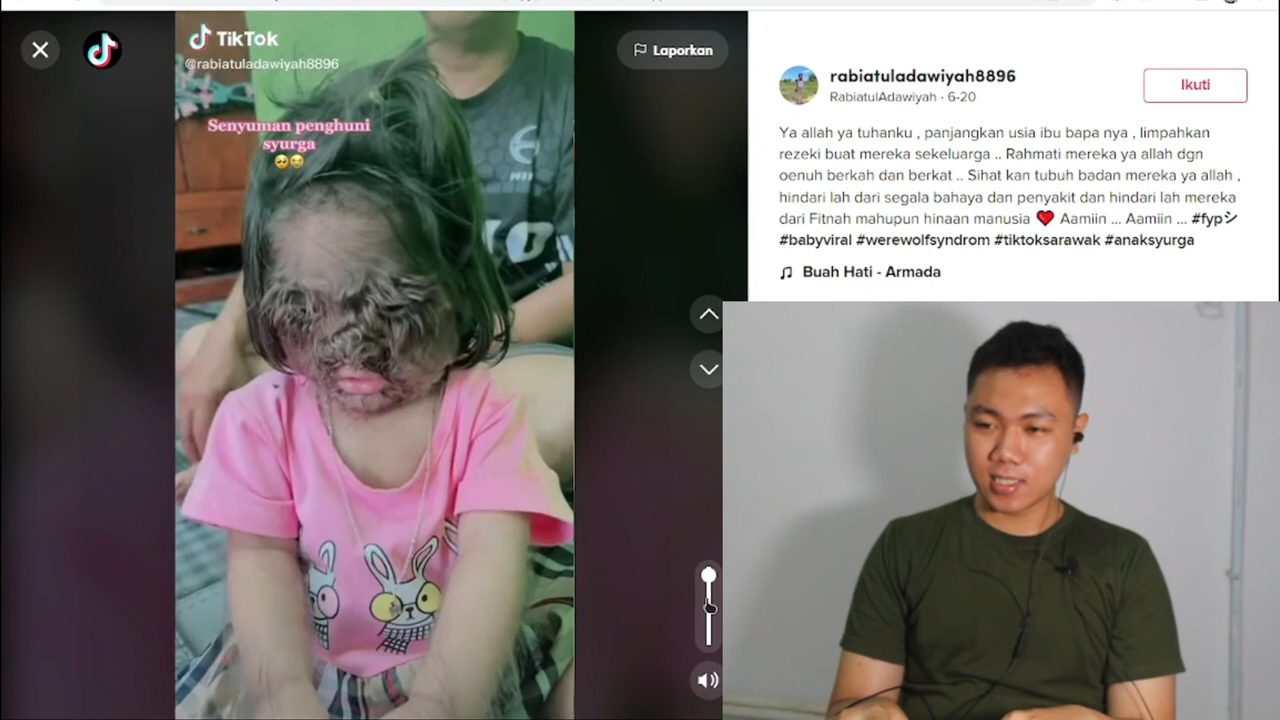 TikTok
@rabiatuladawiyah8896
Senyuman penghuni
syurga
Laporkan
rabiatuladawiyah8896
RabiatulAdawiyah · 6-20
Ikuti
Ya allah ya tuhanku , panjangkan usia ibu bapa nya , limpahkan
rezeki buat mereka sekeluarga .. Rahmati mereka ya allah dgn
oenuh berkah dan berkat .. Sihat kan tubuh badan mereka ya allah ,
hindari lah dari segala bahaya dan penyakit dan hindari lah mereka
dari Fitnah mahupun hinaan manusia ❤️ Aamiin ... Aamiin ... #fypシ
#babyviral #werewolfsyndrom #tiktoksarawak #anaksyurga
Buah Hati - Armada